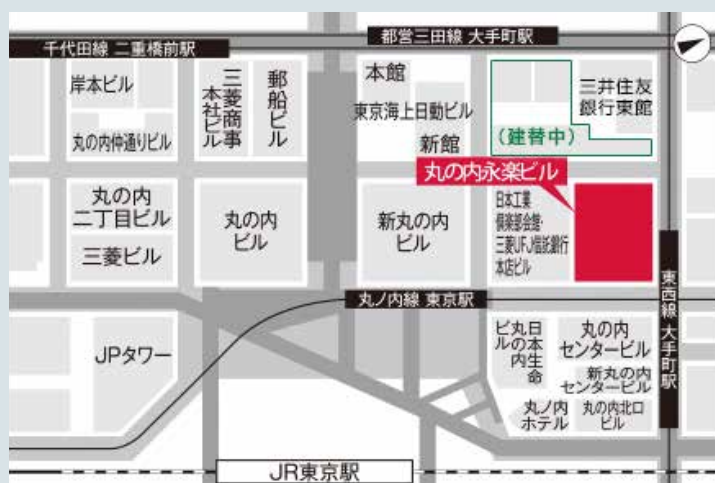 都営三田線 大手町駅
千代田線 二重橋前駅
岸本ビル
丸の内仲通りビル
三菱商事
本社ビル
郵船ビル
本館
東京海上日動ビル
新館
(建替中)
三井住友
銀行東館
丸の内永楽ビル
丸の内
二丁目ビル
三菱ビル
丸の内
ビル
新丸の内
ビル
日本工業
倶楽部会館・
三菱UFJ信託銀行
本店ビル
丸ノ内線 東京駅
東西線 大手町駅
JPタワー
日本生命
丸の内
ビル
丸の内
センタービル
新丸の内
センタービル
丸ノ内
ホテル
丸の内北口
ビル
JR東京駅